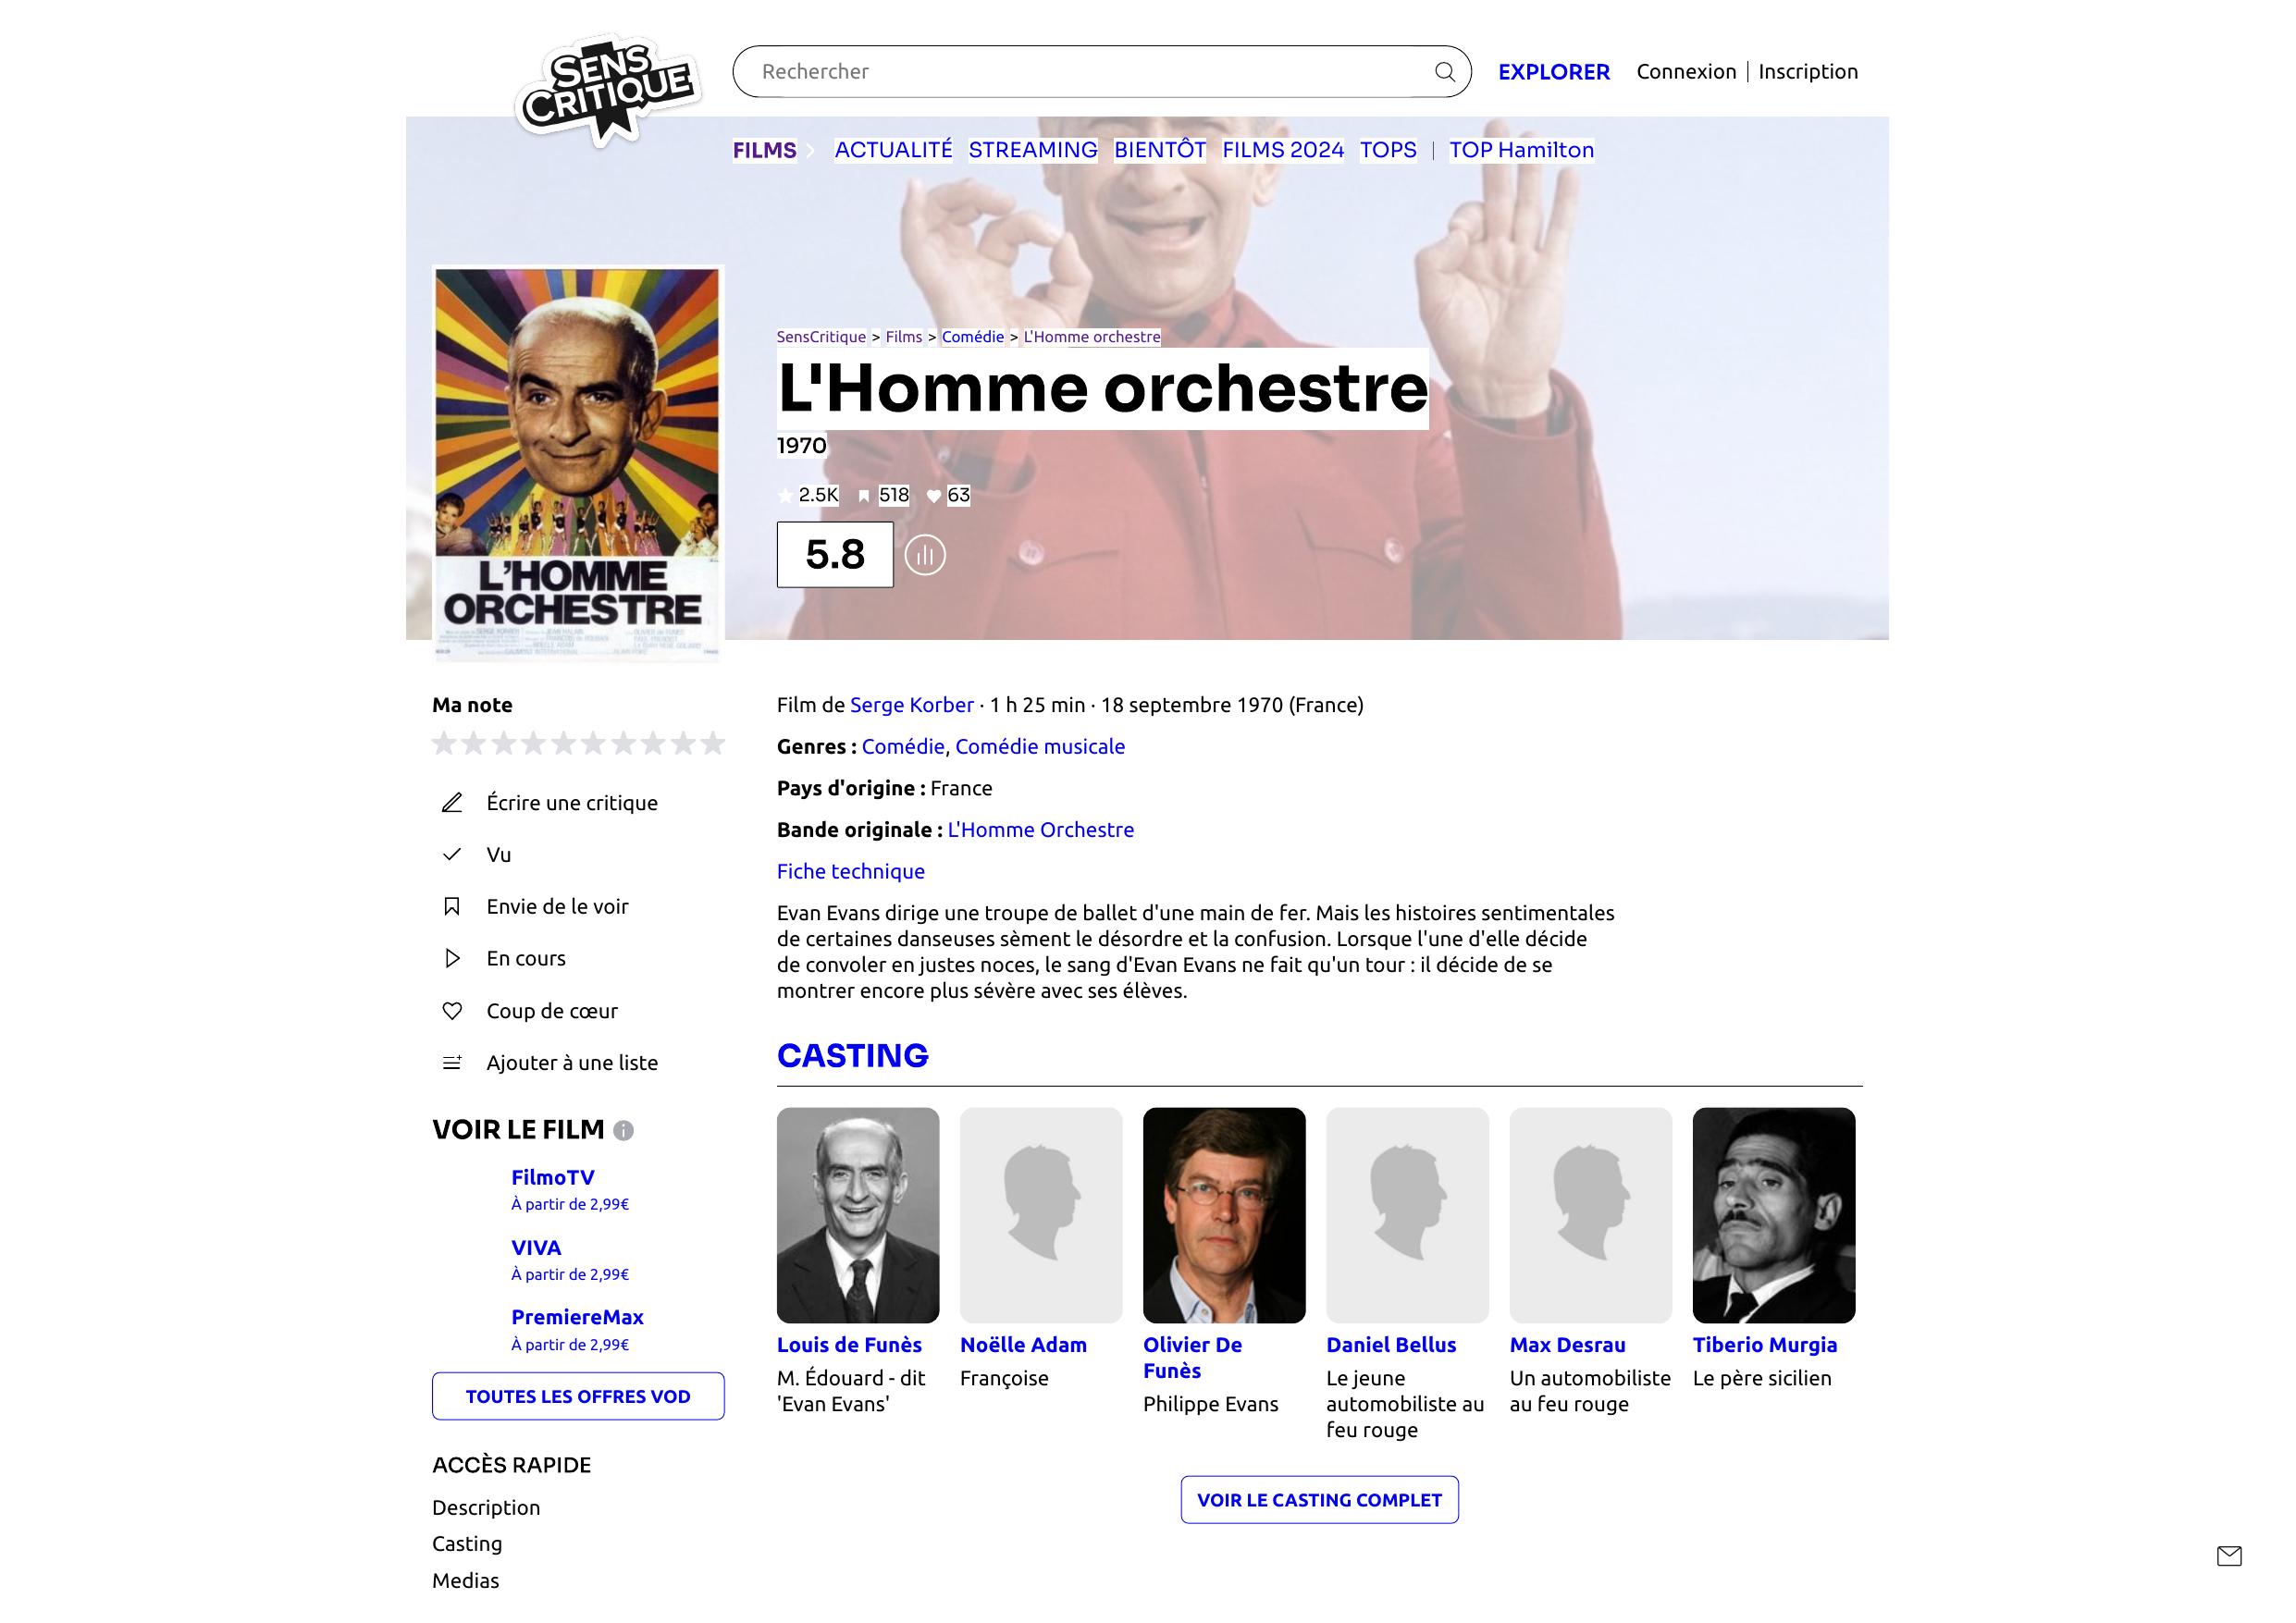 SENS
CRITIQUE
Rechercher
EXPLORER
Connexion | Inscription
FILMS
ACTUALITÉ
STREAMING
BIENTÔT
FILMS 2024
TOPS
|
TOP Hamilton
SensCritique > Films > Comédie > L'Homme orchestre
L'Homme orchestre
1970
2.5K 518 63
5.8
L'HOMME
ORCHESTRE
Ma note
Écrire une critique
Vu
Envie de le voir
En cours
Coup de cœur
Ajouter à une liste
VOIR LE FILM
FilmoTV
À partir de 2,99€
VIVA
À partir de 2,99€
PremiereMax
À partir de 2,99€
TOUTES LES OFFRES VOD
ACCÈS RAPIDE
Description
Casting
Medias
Film de Serge Korber · 1 h 25 min · 18 septembre 1970 (France)
Genres : Comédie, Comédie musicale
Pays d'origine : France
Bande originale : L'Homme Orchestre
Fiche technique
Evan Evans dirige une troupe de ballet d'une main de fer. Mais les histoires sentimentales
de certaines danseuses sèment le désordre et la confusion. Lorsque l'une d'elle décide
de convoler en justes noces, le sang d'Evan Evans ne fait qu'un tour : il décide de se
montrer encore plus sévère avec ses élèves.
CASTING
Louis de Funès
M. Édouard - dit
'Evan Evans'
Noëlle Adam
Françoise
Olivier De
Funès
Philippe Evans
Daniel Bellus
Le jeune
automobiliste au
feu rouge
Max Desrau
Un automobiliste
au feu rouge
Tiberio Murgia
Le père sicilien
VOIR LE CASTING COMPLET